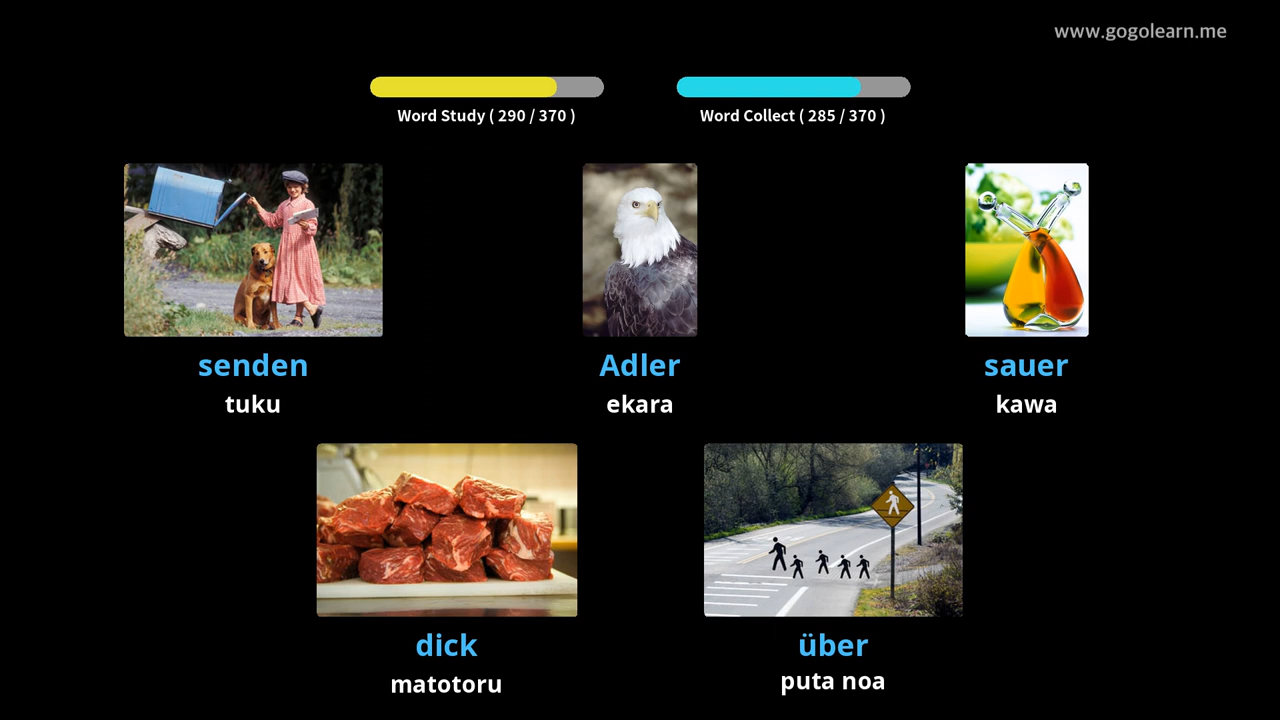 www.gogolearn.me
Word Study ( 290 / 370 )
Word Collect ( 285 / 370 )
senden
tuku
Adler
ekara
sauer
kawa
dick
matotoru
über
puta noa